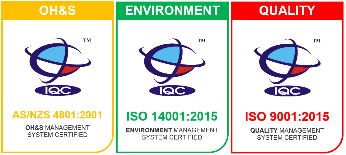 OH&S
TM
IQC
AS/NZS 4801:2001
OH&S MANAGEMENT
SYSTEM CERTIFIED
ENVIRONMENT
TM
IQC
ISO 14001:2015
ENVIRONMENT MANAGEMENT
SYSTEM CERTIFIED
QUALITY
TM
IQC
ISO 9001:2015
QUALITY MANAGEMENT
SYSTEM CERTIFIED